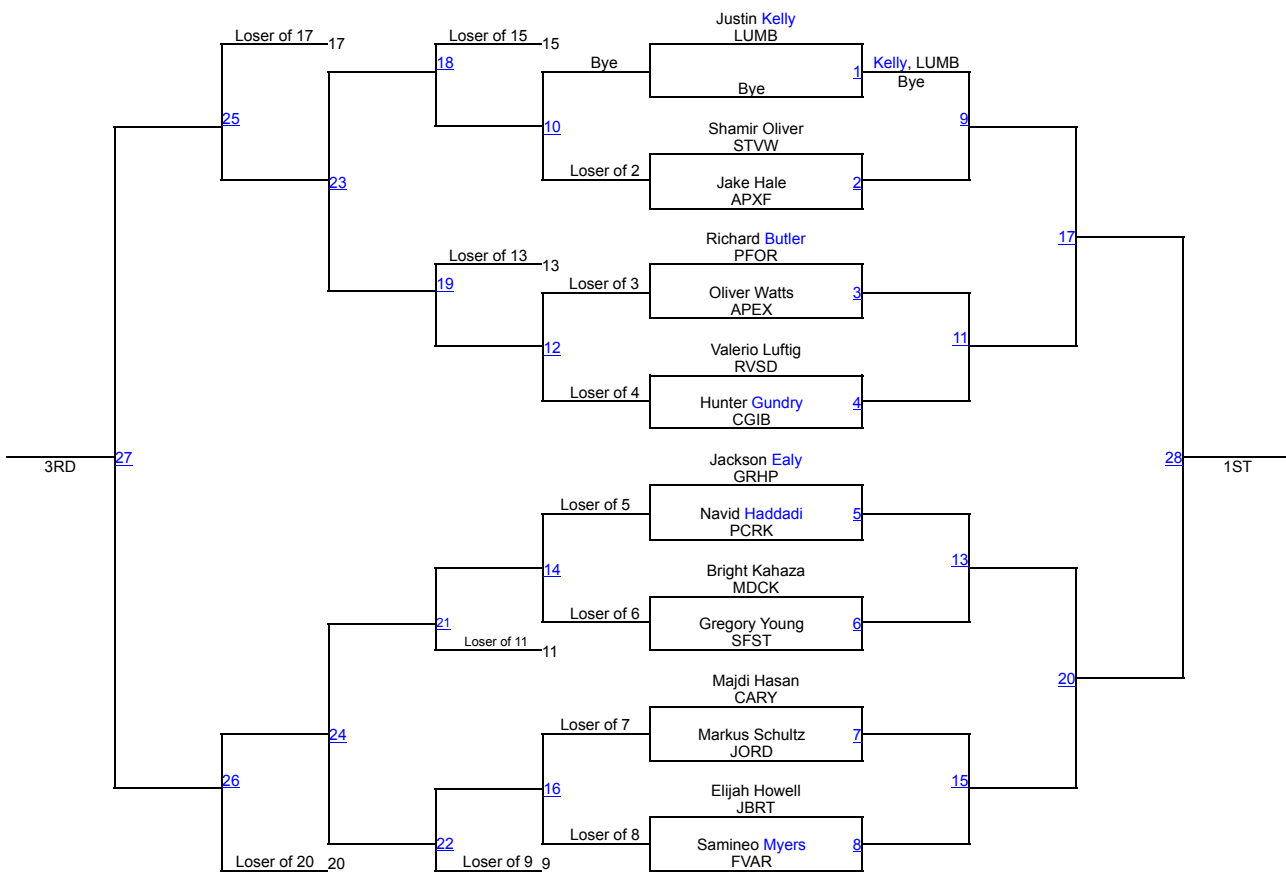 Justin Kelly
LUMB
Loser of 17 17
Loser of 15 15
18
Bye
Bye
1
Kelly, LUMB
Bye
25
10
Shamir Oliver
STVW
9
Loser of 2
Jake Hale
APXF
2
23
Richard Butler
PFOR
17
Loser of 13 13
19
Loser of 3
Oliver Watts
APEX
3
12
Valerio Luftig
RVSD
11
Loser of 4
Hunter Gundry
CGIB
4
3RD
27
Jackson Ealy
GRHP
28
1ST
Loser of 5
Navid Haddadi
PCRK
5
14
Bright Kahaza
MDCK
13
21
Loser of 6
Gregory Young
SFST
6
Loser of 11 11
Majdi Hasan
CARY
20
24
Loser of 7
Markus Schultz
JORD
7
26
16
Elijah Howell
JBRT
15
22
Loser of 8
Samineo Myers
FVAR
8
Loser of 20 20
Loser of 9 9